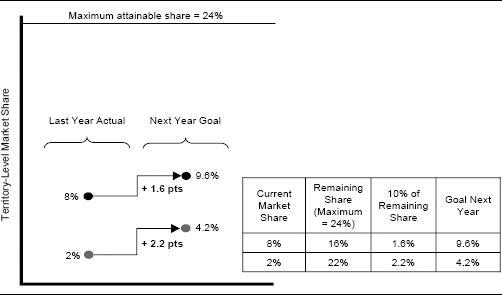 Maximum attainable share = 24%
Territory-Level Market Share
Last Year Actual
Next Year Goal
9.6%
+ 1.6 pts
8%
4.2%
+ 2.2 pts
2%
Current Market Share
Remaining Share (Maximum = 24%)
10% of Remaining Share
Goal Next Year
8% 16% 1.6% 9.6%
2% 22% 2.2% 4.2%